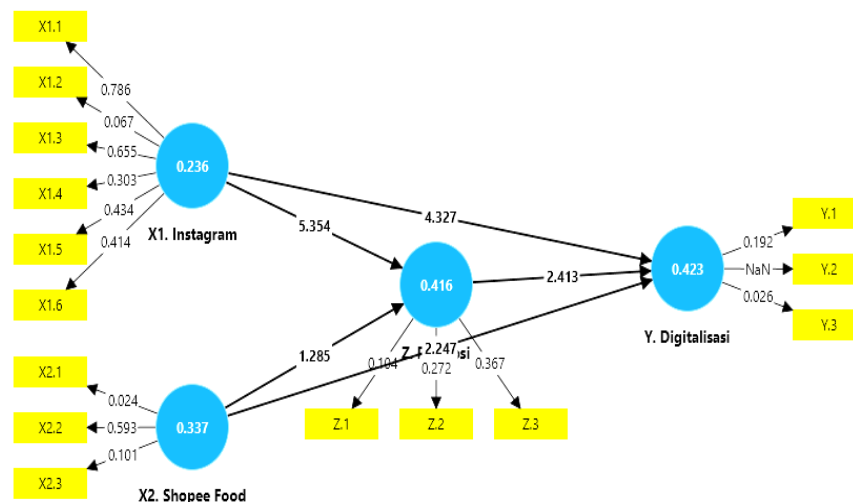 X1.1
X1.2
X1.3
X1.4
X1.5
X1.6
0.786
0.067
0.655
0.303
0.434
0.414
0.236
X1. Instagram
4.327
5.354
0.416
2.413
2.247
1.285
Z.
0.272
0.367
Z.1
Z.2
Z.3
0.423
Y. Digitalisasi
0.192
NaN
0.026
Y.1
Y.2
Y.3
X2.1
X2.2
X2.3
0.024
0.593
0.101
0.337
X2. Shopee Food